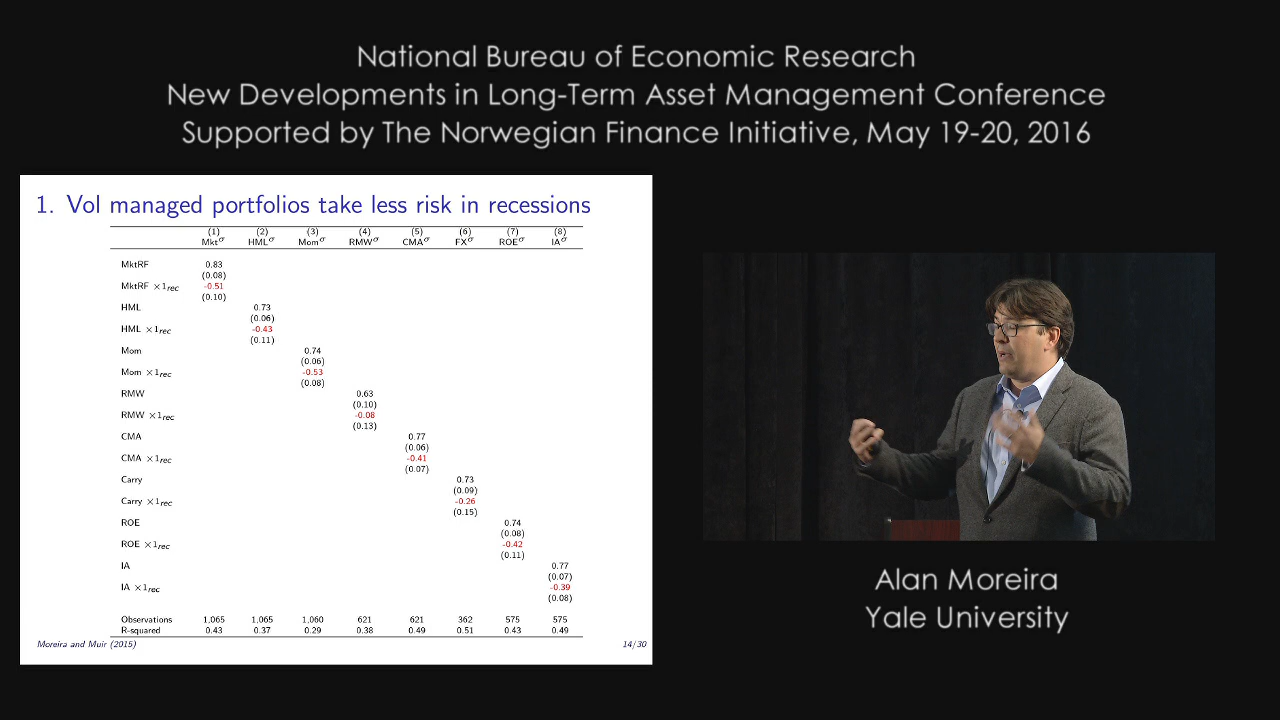 National Bureau of Economic Research
New Developments in Long-Term Asset Management Conference
Supported by The Norwegian Finance Initiative, May 19-20, 2016
1. Vol managed portfolios take less risk in recessions
(1) (2) (3) (4) (5) (6) (7) (8)
Mktσ HMLσ Momσ RMWσ CMAσ FXσ ROEσ IAσ
MktRF 0.83
(0.08)
MktRF ×1rec -0.51
(0.10)
HML 0.73
(0.06)
HML ×1rec -0.43
(0.11)
Mom 0.74
(0.06)
Mom ×1rec -0.53
(0.08)
RMW 0.63
(0.10)
RMW ×1rec -0.08
(0.13)
CMA 0.77
(0.06)
CMA ×1rec -0.41
(0.07)
Carry 0.73
(0.09)
Carry ×1rec -0.26
(0.15)
ROE 0.74
(0.08)
ROE ×1rec -0.42
(0.11)
IA 0.77
(0.07)
IA ×1rec -0.39
(0.08)
Observations 1,065 1,065 1,060 621 621 362 575 575
R-squared 0.43 0.37 0.29 0.38 0.49 0.51 0.43 0.49
Moreira and Muir (2015) 14/30
Alan Moreira
Yale University